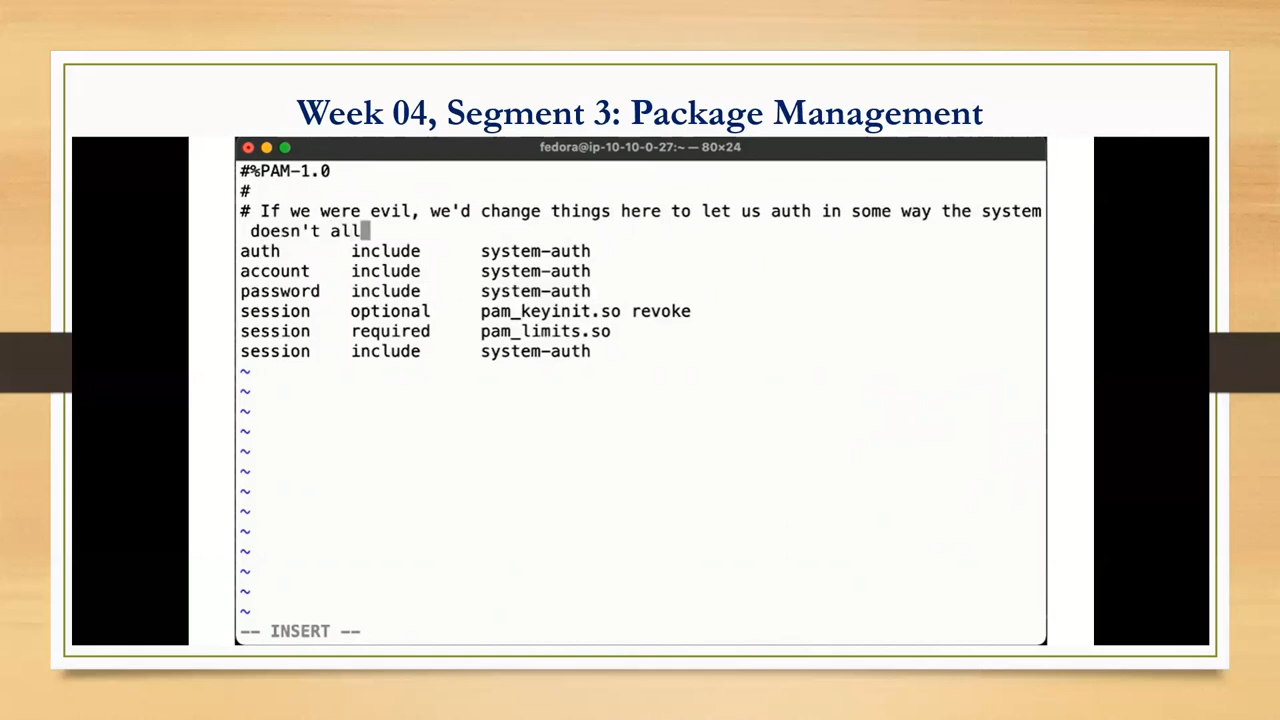 Week 04, Segment 3: Package Management
fedora@ip-10-10-0-27:~ — 80×24
#%PAM-1.0
#
# If we were evil, we'd change things here to let us auth in some way the system
doesn't all
auth include system-auth
account include system-auth
password include system-auth
session optional pam_keyinit.so revoke
session required pam_limits.so
session include system-auth
~
~
~
~
~
~
~
~
~
~
~
~
~
-- INSERT --